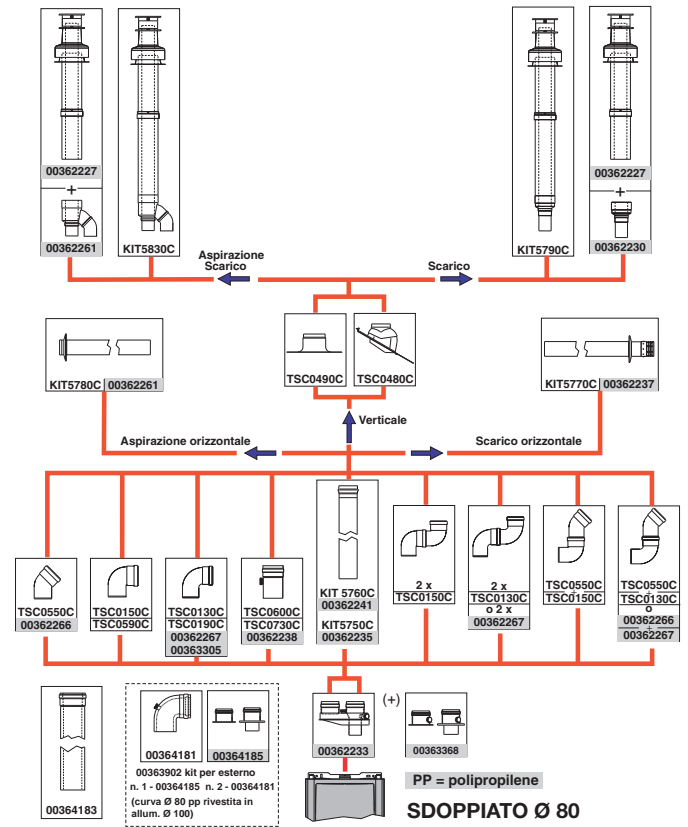 00362227
+
00362261
KIT5830C
KIT5790C
00362227
+
00362230
Aspirazione
Scarico
Scarico
TSC0490C
TSC0480C
KIT5780C 00362261
KIT5770C 00362237
Verticale
Aspirazione orizzontale
Scarico orizzontale
TSC0550C
00362266
TSC0150C
TSC0590C
TSC0130C
TSC0190C
00362267
00363305
TSC0600C
TSC0730C
00362238
KIT 5760C
00362241
KIT5750C
00362235
2 x
TSC0150C
2 x
TSC0130C
o 2 x
00362267
TSC0550C
+
TSC0150C
TSC0550C
+
TSC0130C
o
00362266
+
00362267
00364183
00364181
00364185
00363902 kit per esterno
n. 1 - 00364185 n. 2 - 00364181
(curva Ø 80 pp rivestita in
allum. Ø 100)
00362233
(+)
00363368
PP = polipropilene
SDOPPIATO Ø 80